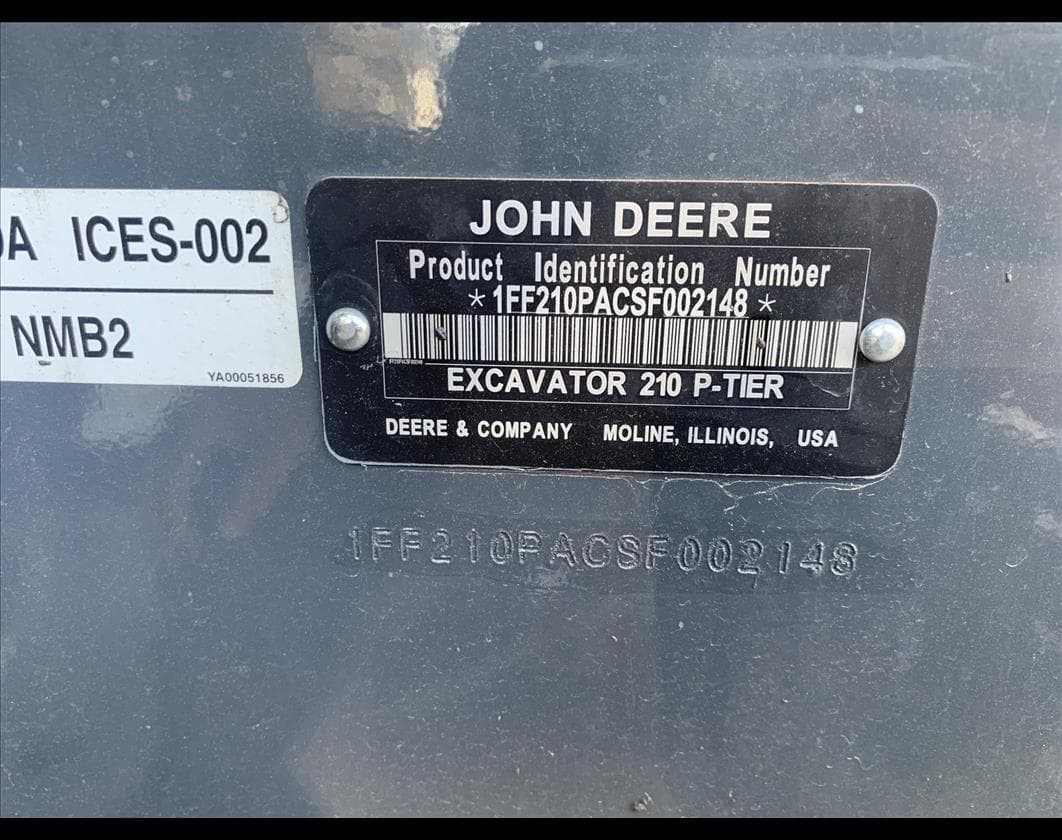 ICES-002
NMB2
YA00051856
JOHN DEERE
Product Identification Number
*1FF210PACSF002148*
EXCAVATOR 210 P-TIER
DEERE & COMPANY MOLINE, ILLINOIS, USA
1FF210PACSF002148